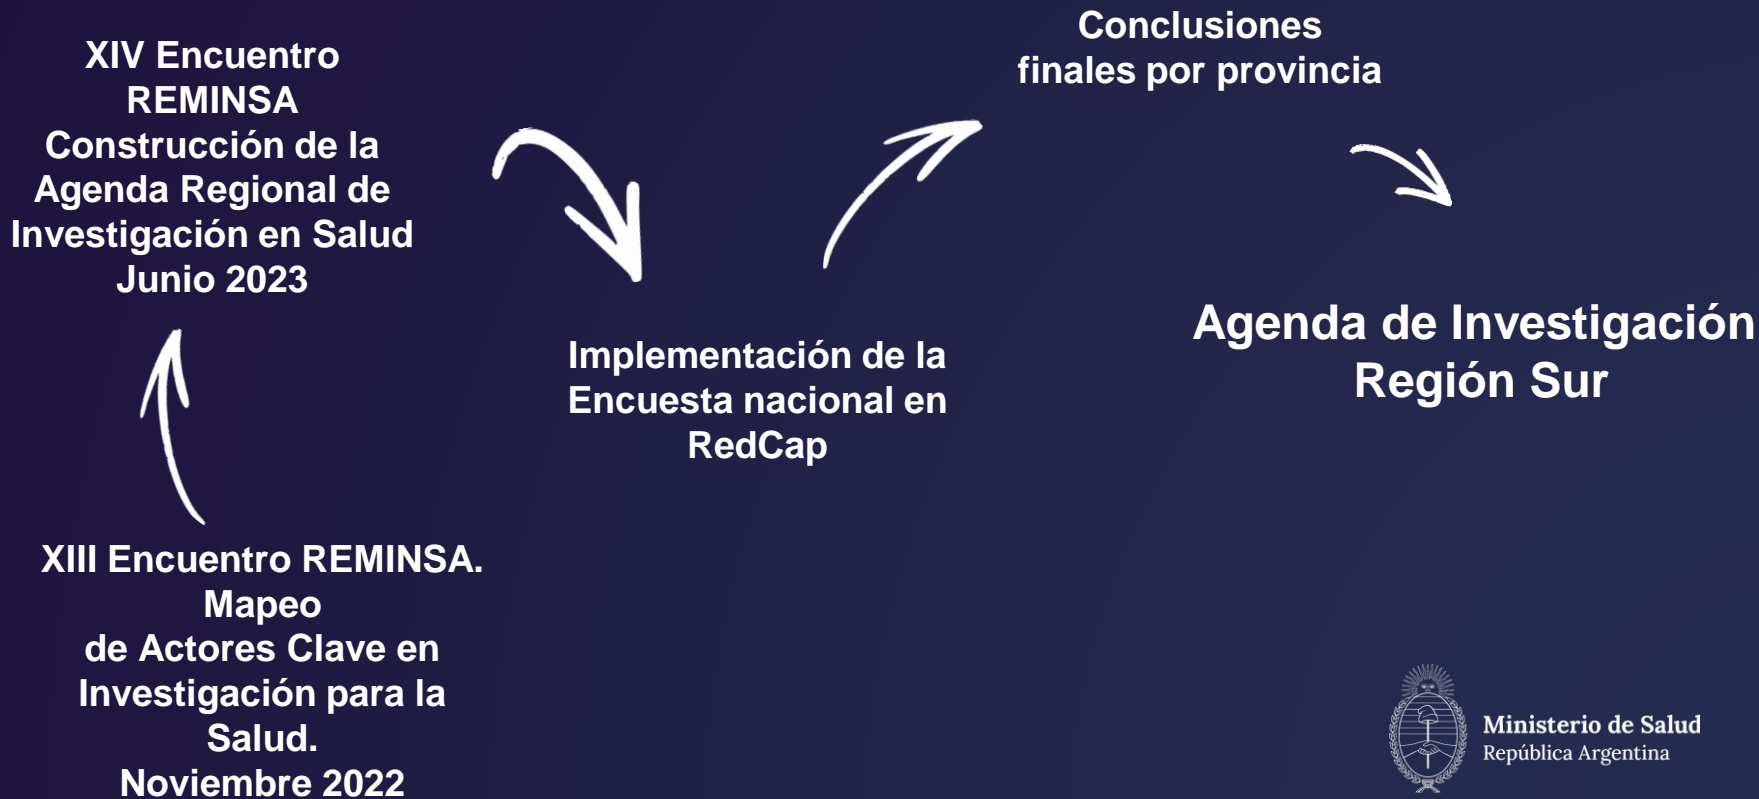 XIV Encuentro
REMINSA
Construcción de la
Agenda Regional de
Investigación en Salud
Junio 2023
Conclusiones
finales por provincia
Implementación de la
Encuesta nacional en
RedCap
Agenda de Investigación
Región Sur
XIII Encuentro REMINSA.
Mapeo
de Actores Clave en
Investigación para la
Salud.
Noviembre 2022
Ministerio de Salud
República Argentina